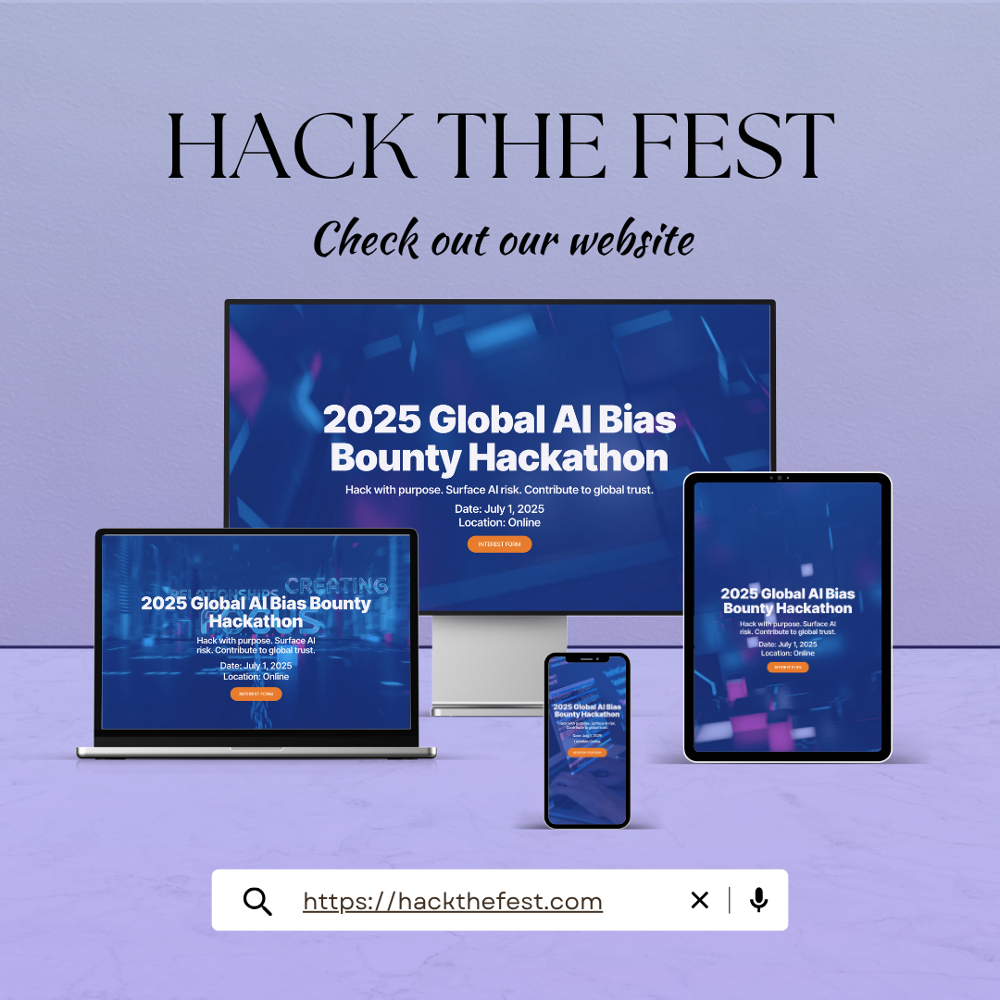 HACK THE FEST
Check out our website
2025 Global AI Bias
Bounty Hackathon
Hack with purpose. Surface AI risk. Contribute to global trust.
Date: July 1, 2025
Location: Online
INTEREST FORM
RELATIONSHIPS CREATING
FOCUS
2025 Global AI Bias Bounty
Hackathon
Hack with purpose. Surface AI
risk. Contribute to global trust.
Date: July 1, 2025
Location: Online
INTEREST FORM
2025 Global AI Bias
Bounty Hackathon
Hack with purpose. Surface AI
risk. Contribute to global trust.
Date: July 1, 2025
Location: Online
INTEREST FORM
2025 Global AI Bias
Bounty Hackathon
Hack with purpose. Surface AI risk.
Contribute to global trust.
Date: July 1, 2025
Location: Online
https://hackthefest.com